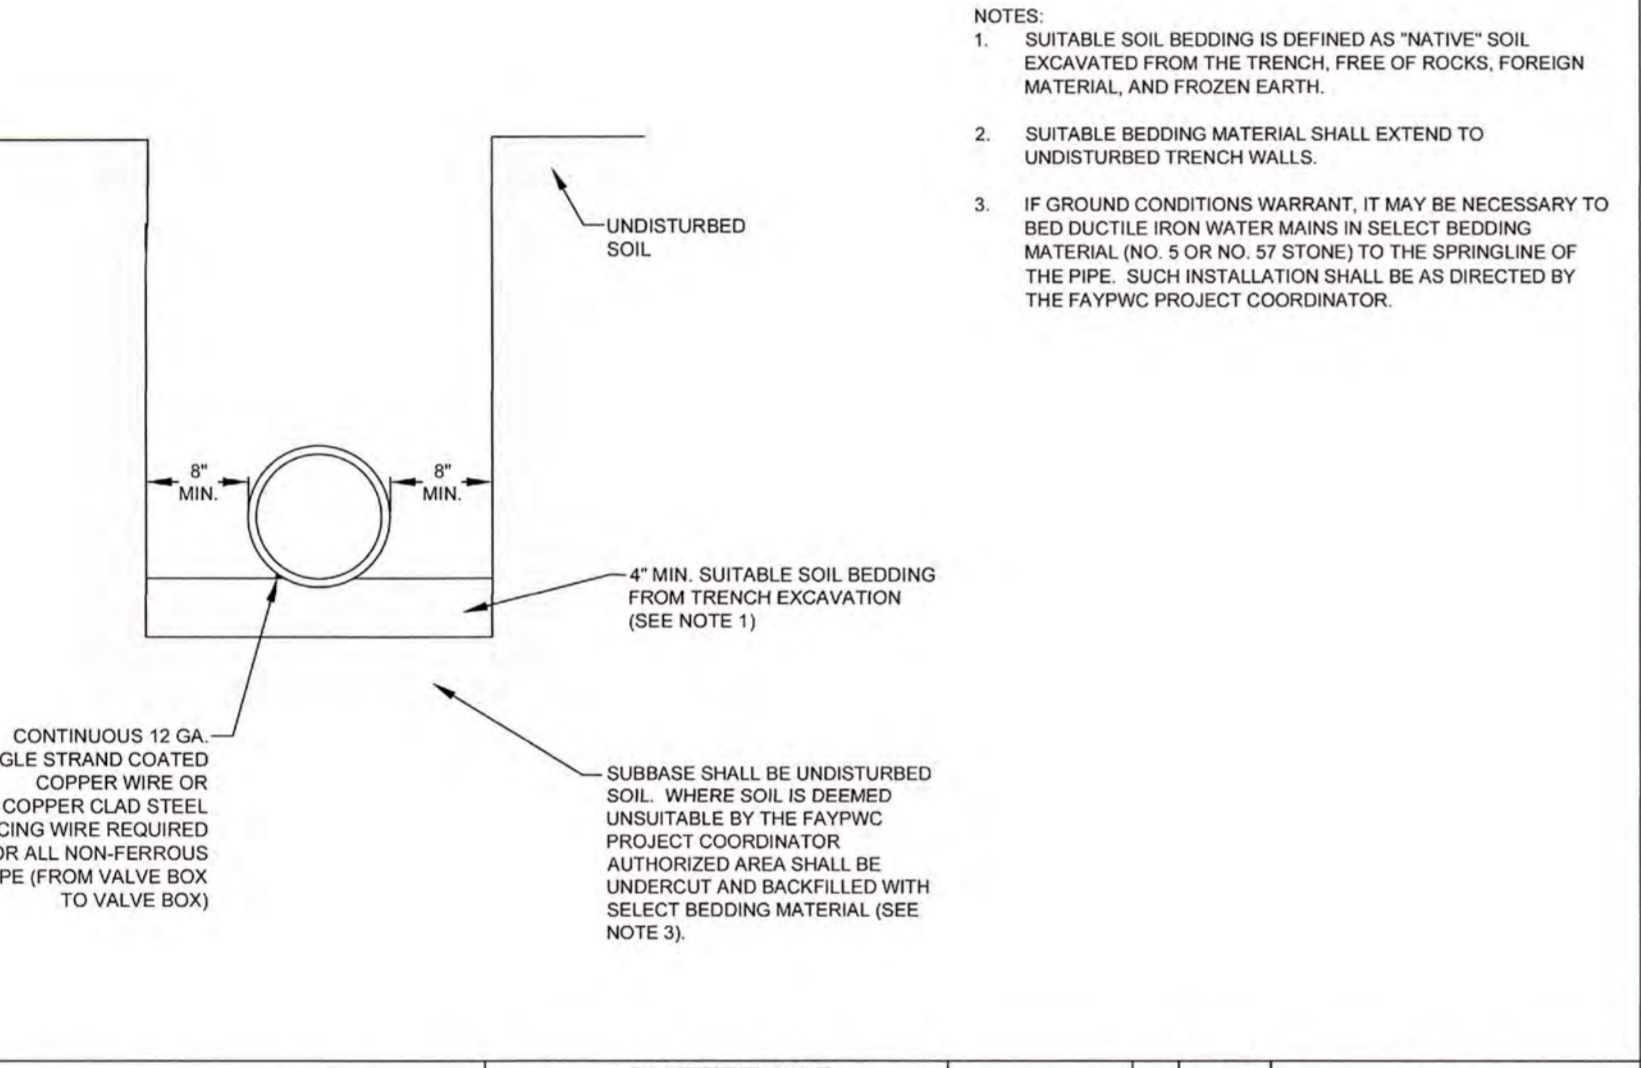 NOTES:
1. SUITABLE SOIL BEDDING IS DEFINED AS "NATIVE" SOIL
EXCAVATED FROM THE TRENCH, FREE OF ROCKS, FOREIGN
MATERIAL, AND FROZEN EARTH.
2. SUITABLE BEDDING MATERIAL SHALL EXTEND TO
UNDISTURBED TRENCH WALLS.
3. IF GROUND CONDITIONS WARRANT, IT MAY BE NECESSARY TO
BED DUCTILE IRON WATER MAINS IN SELECT BEDDING
MATERIAL (NO. 5 OR NO. 57 STONE) TO THE SPRINGLINE OF
THE PIPE. SUCH INSTALLATION SHALL BE AS DIRECTED BY
THE FAYPWC PROJECT COORDINATOR.
UNDISTURBED
SOIL
8"
MIN.
8"
MIN.
4" MIN. SUITABLE SOIL BEDDING
FROM TRENCH EXCAVATION
(SEE NOTE 1)
CONTINUOUS 12 GA.
GLE STRAND COATED
COPPER WIRE OR
COPPER CLAD STEEL
CING WIRE REQUIRED
OR ALL NON-FERROUS
PE (FROM VALVE BOX
TO VALVE BOX)
SUBBASE SHALL BE UNDISTURBED
SOIL. WHERE SOIL IS DEEMED
UNSUITABLE BY THE FAYPWC
PROJECT COORDINATOR
AUTHORIZED AREA SHALL BE
UNDERCUT AND BACKFILLED WITH
SELECT BEDDING MATERIAL (SEE
NOTE 3).